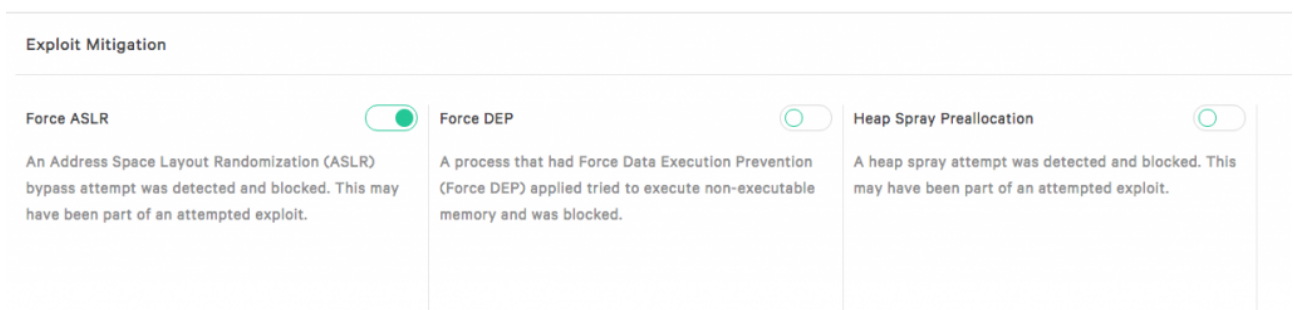 Exploit Mitigation
Force ASLR
An Address Space Layout Randomization (ASLR)
bypass attempt was detected and blocked. This may
have been part of an attempted exploit.
Force DEP
A process that had Force Data Execution Prevention
(Force DEP) applied tried to execute non-executable
memory and was blocked.
Heap Spray Preallocation
A heap spray attempt was detected and blocked. This
may have been part of an attempted exploit.